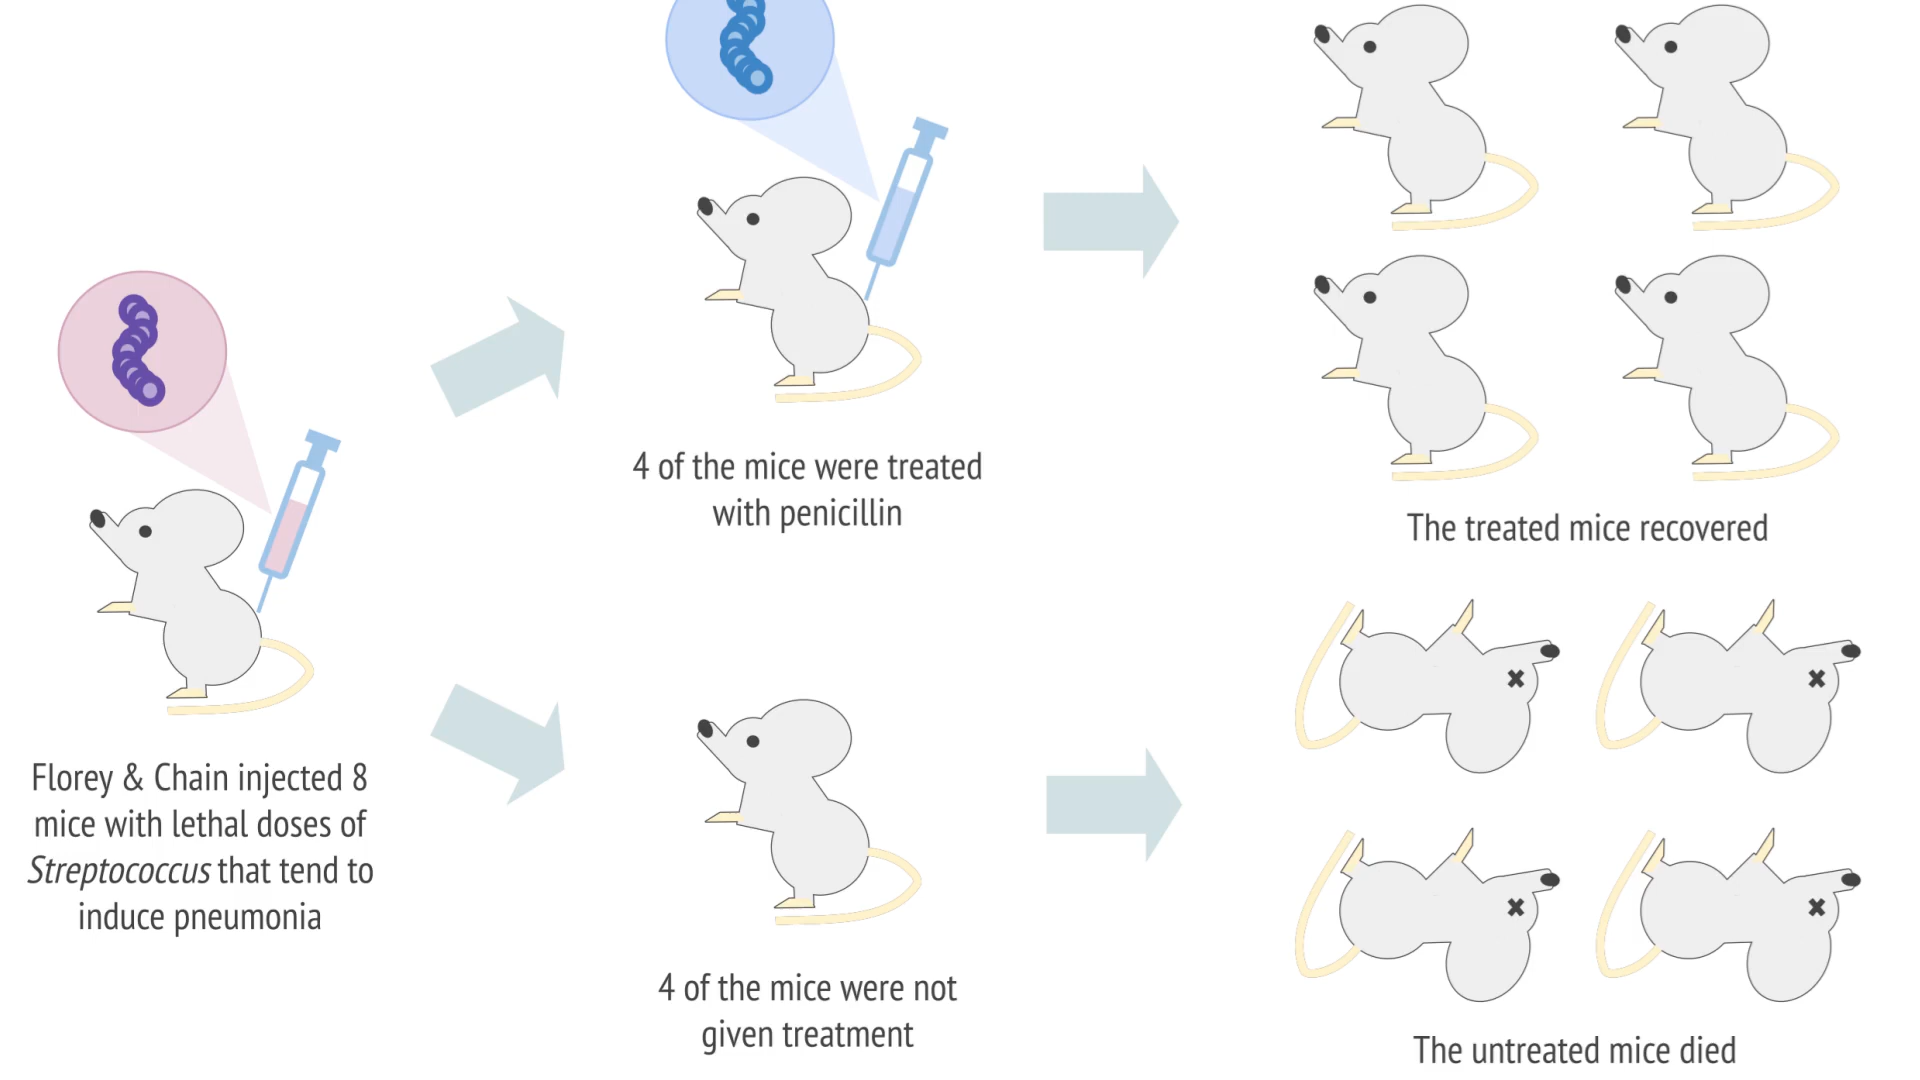 Florey & Chain injected 8
mice with lethal doses of
Streptococcus that tend to
induce pneumonia
4 of the mice were treated
with penicillin
The treated mice recovered
4 of the mice were not
given treatment
The untreated mice died